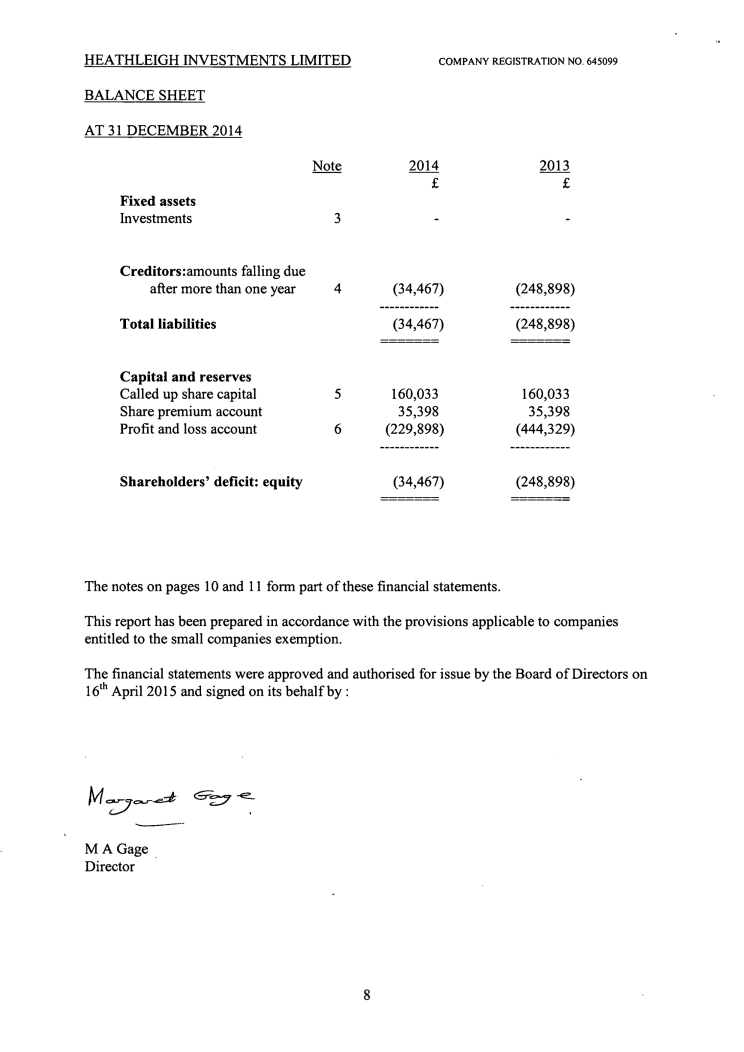 HEATHLEIGH INVESTMENTS LIMITED COMPANY REGISTRATION NO. 645099
BALANCE SHEET
AT 31 DECEMBER 2014
Note 2014 2013
£ £
Fixed assets
Investments 3 - -
Creditors:amounts falling due
after more than one year 4 (34,467) (248,898)
------------ ------------
Total liabilities (34,467) (248,898)
======= =======
Capital and reserves
Called up share capital 5 160,033 160,033
Share premium account 35,398 35,398
Profit and loss account 6 (229,898) (444,329)
------------ ------------
Shareholders' deficit: equity (34,467) (248,898)
======= =======
The notes on pages 10 and 11 form part of these financial statements.
This report has been prepared in accordance with the provisions applicable to companies
entitled to the small companies exemption.
The financial statements were approved and authorised for issue by the Board of Directors on
16th April 2015 and signed on its behalf by :
Margaret Gage
M A Gage
Director
8